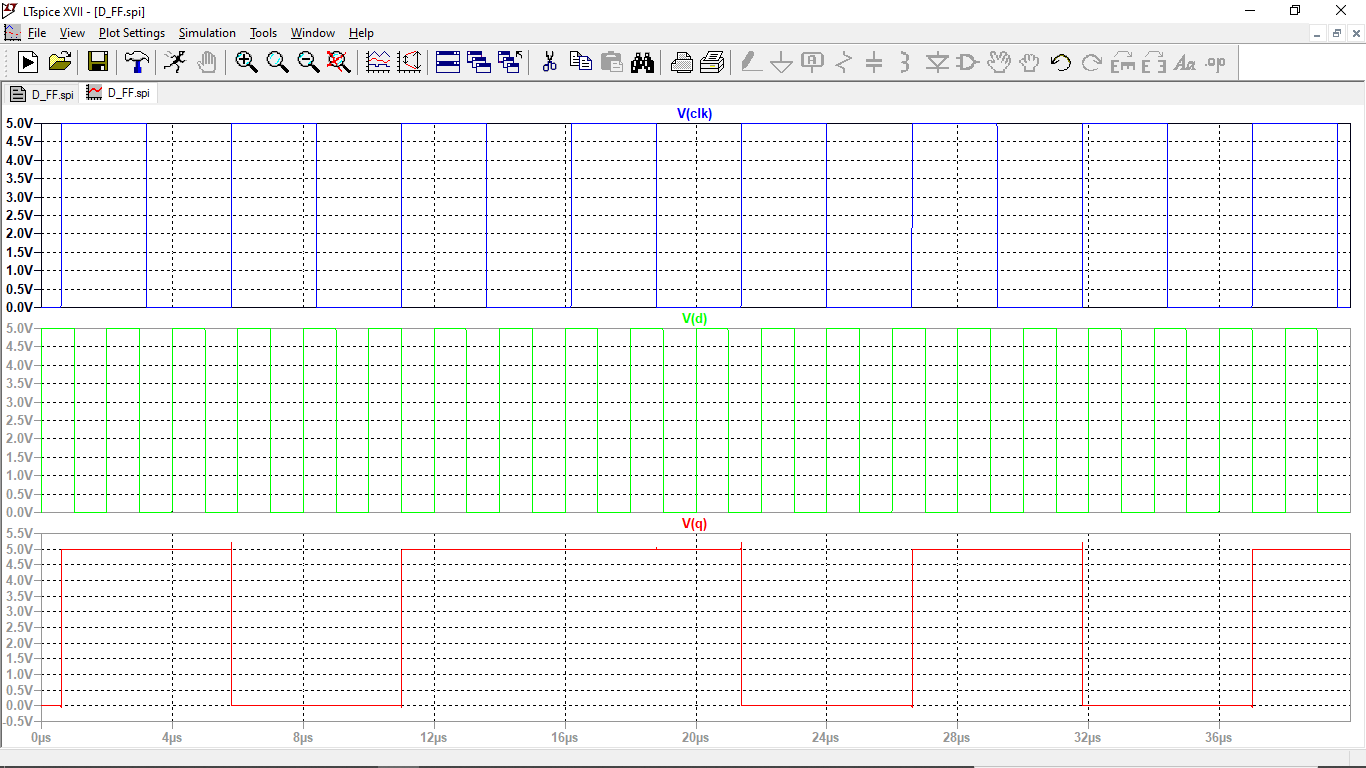 LTspice XVII - [D_FF.spi]
File View Plot Settings Simulation Tools Window Help
D_FF.spi D_FF.spi
V(clk)
5.0V
4.5V
4.0V
3.5V
3.0V
2.5V
2.0V
1.5V
1.0V
0.5V
0.0V
V(d)
5.0V
4.5V
4.0V
3.5V
3.0V
2.5V
2.0V
1.5V
1.0V
0.5V
0.0V
V(q)
5.5V
5.0V
4.5V
4.0V
3.5V
3.0V
2.5V
2.0V
1.5V
1.0V
0.5V
0.0V
-0.5V
0µs 4µs 8µs 12µs 16µs 20µs 24µs 28µs 32µs 36µs